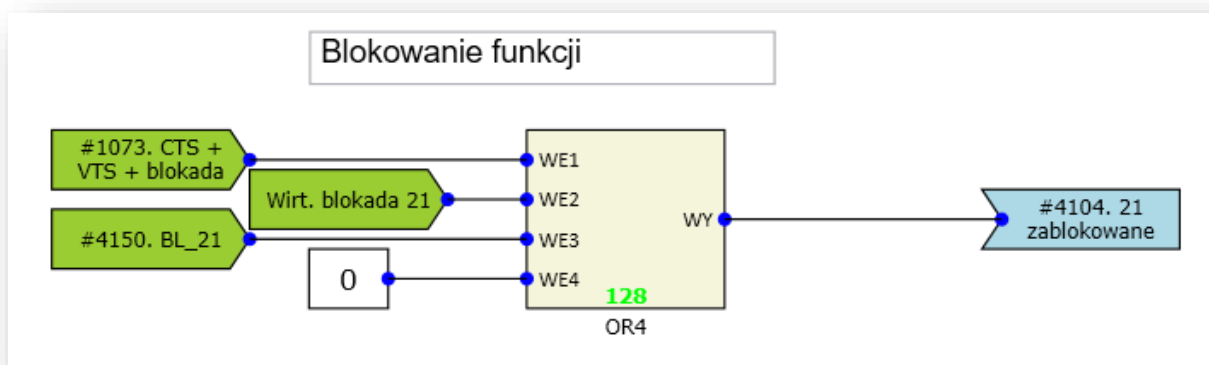 Blokowanie funkcji
#1073. CTS +
VTS + blokada
WE1
Wirt. blokada 21
WE2
#4150. BL_21
WE3
0
WE4
WY
#4104. 21
zablokowane
128
OR4